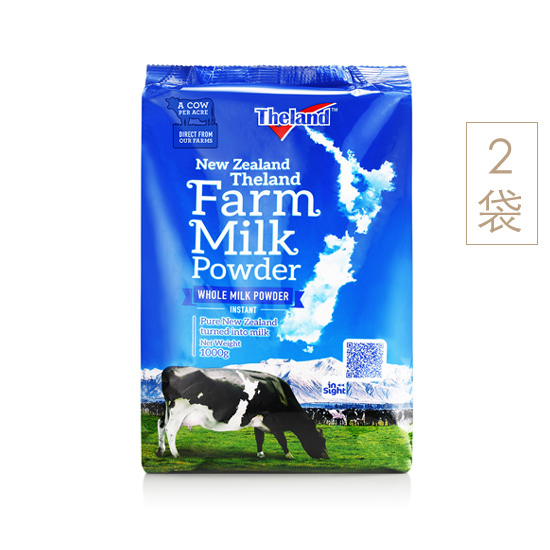 A COW
PER ACRE
DIRECT FROM
OUR FARMS
Theland™
New Zealand
Theland
Farm
Milk
Powder
WHOLE MILK POWDER
INSTANT
Pure New Zealand
turned into milk
Net Weight
1000g
in
Sight
2
袋